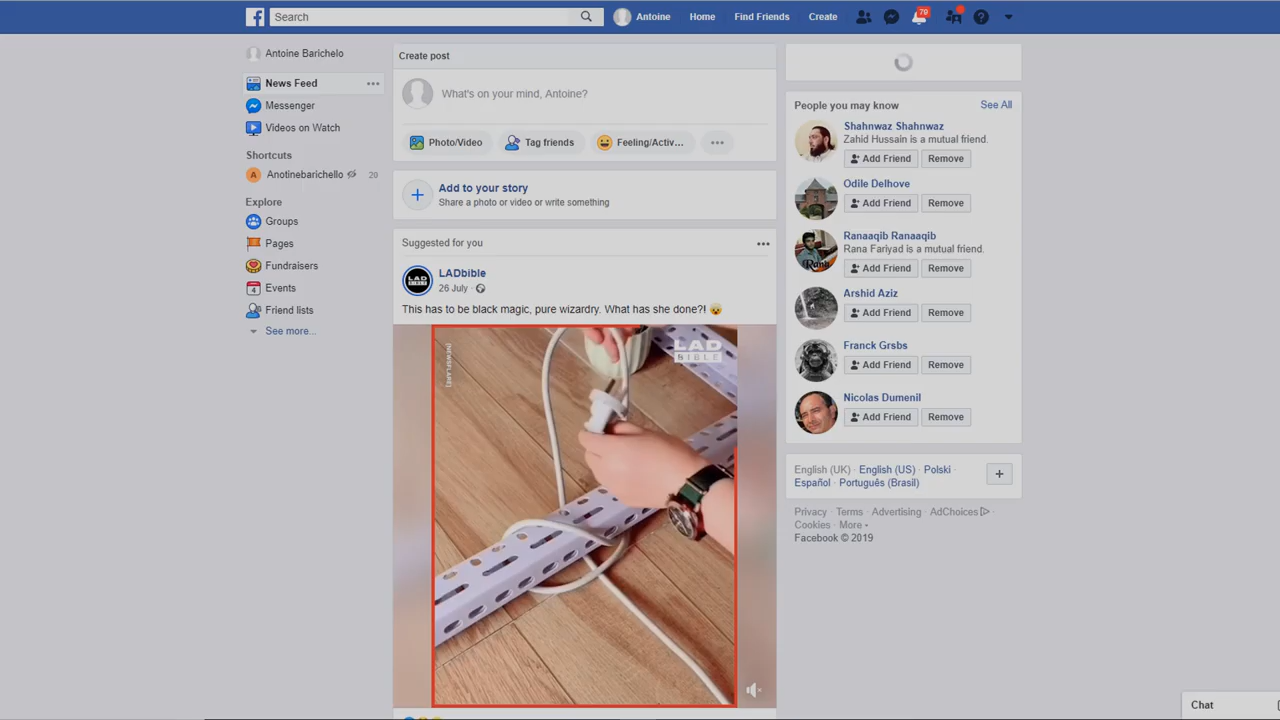 Search
Antoine
Home
Find Friends
Create
79
Antoine Barichelo
News Feed
Messenger
Videos on Watch
Shortcuts
A
Anotinebarichello
20
Explore
Groups
Pages
Fundraisers
Events
Friend lists
See more...
Create post
What's on your mind, Antoine?
Photo/Video
Tag friends
Feeling/Activ...
Add to your story
Share a photo or video or write something
Suggested for you
LAD
BIBLE
LADbible
26 July ·
This has to be black magic, pure wizardry. What has she done?!
(NEWSFLARE)
LAD
BIBLE
People you may know
See All
Shahnwaz Shahnwaz
Zahid Hussain is a mutual friend.
Add Friend Remove
Odile Delhove
Add Friend Remove
Ranaaqib Ranaaqib
Rana Fariyad is a mutual friend.
Add Friend Remove
Arshid Aziz
Add Friend Remove
Franck Grsbs
Add Friend Remove
Nicolas Dumenil
Add Friend Remove
English (UK) · English (US) · Polski ·
Español · Português (Brasil)
Privacy · Terms · Advertising · AdChoices ·
Cookies · More
Facebook © 2019
Chat